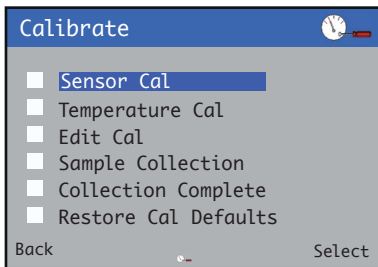 Calibrate
Sensor Cal
Temperature Cal
Edit Cal
Sample Collection
Collection Complete
Restore Cal Defaults
Back Select